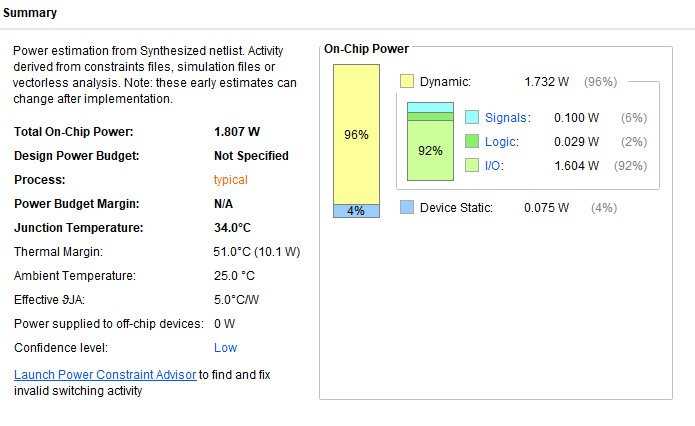 Summary
Power estimation from Synthesized netlist. Activity
derived from constraints files, simulation files or
vectorless analysis. Note: these early estimates can
change after implementation.
Total On-Chip Power: 1.807 W
Design Power Budget: Not Specified
Process: typical
Power Budget Margin: N/A
Junction Temperature: 34.0°C
Thermal Margin: 51.0°C (10.1 W)
Ambient Temperature: 25.0 °C
Effective ϑJA: 5.0°C/W
Power supplied to off-chip devices: 0 W
Confidence level: Low
Launch Power Constraint Advisor to find and fix
invalid switching activity
On-Chip Power
96%
4%
Dynamic: 1.732 W (96%)
92%
Signals: 0.100 W (6%)
Logic: 0.029 W (2%)
I/O: 1.604 W (92%)
Device Static: 0.075 W (4%)